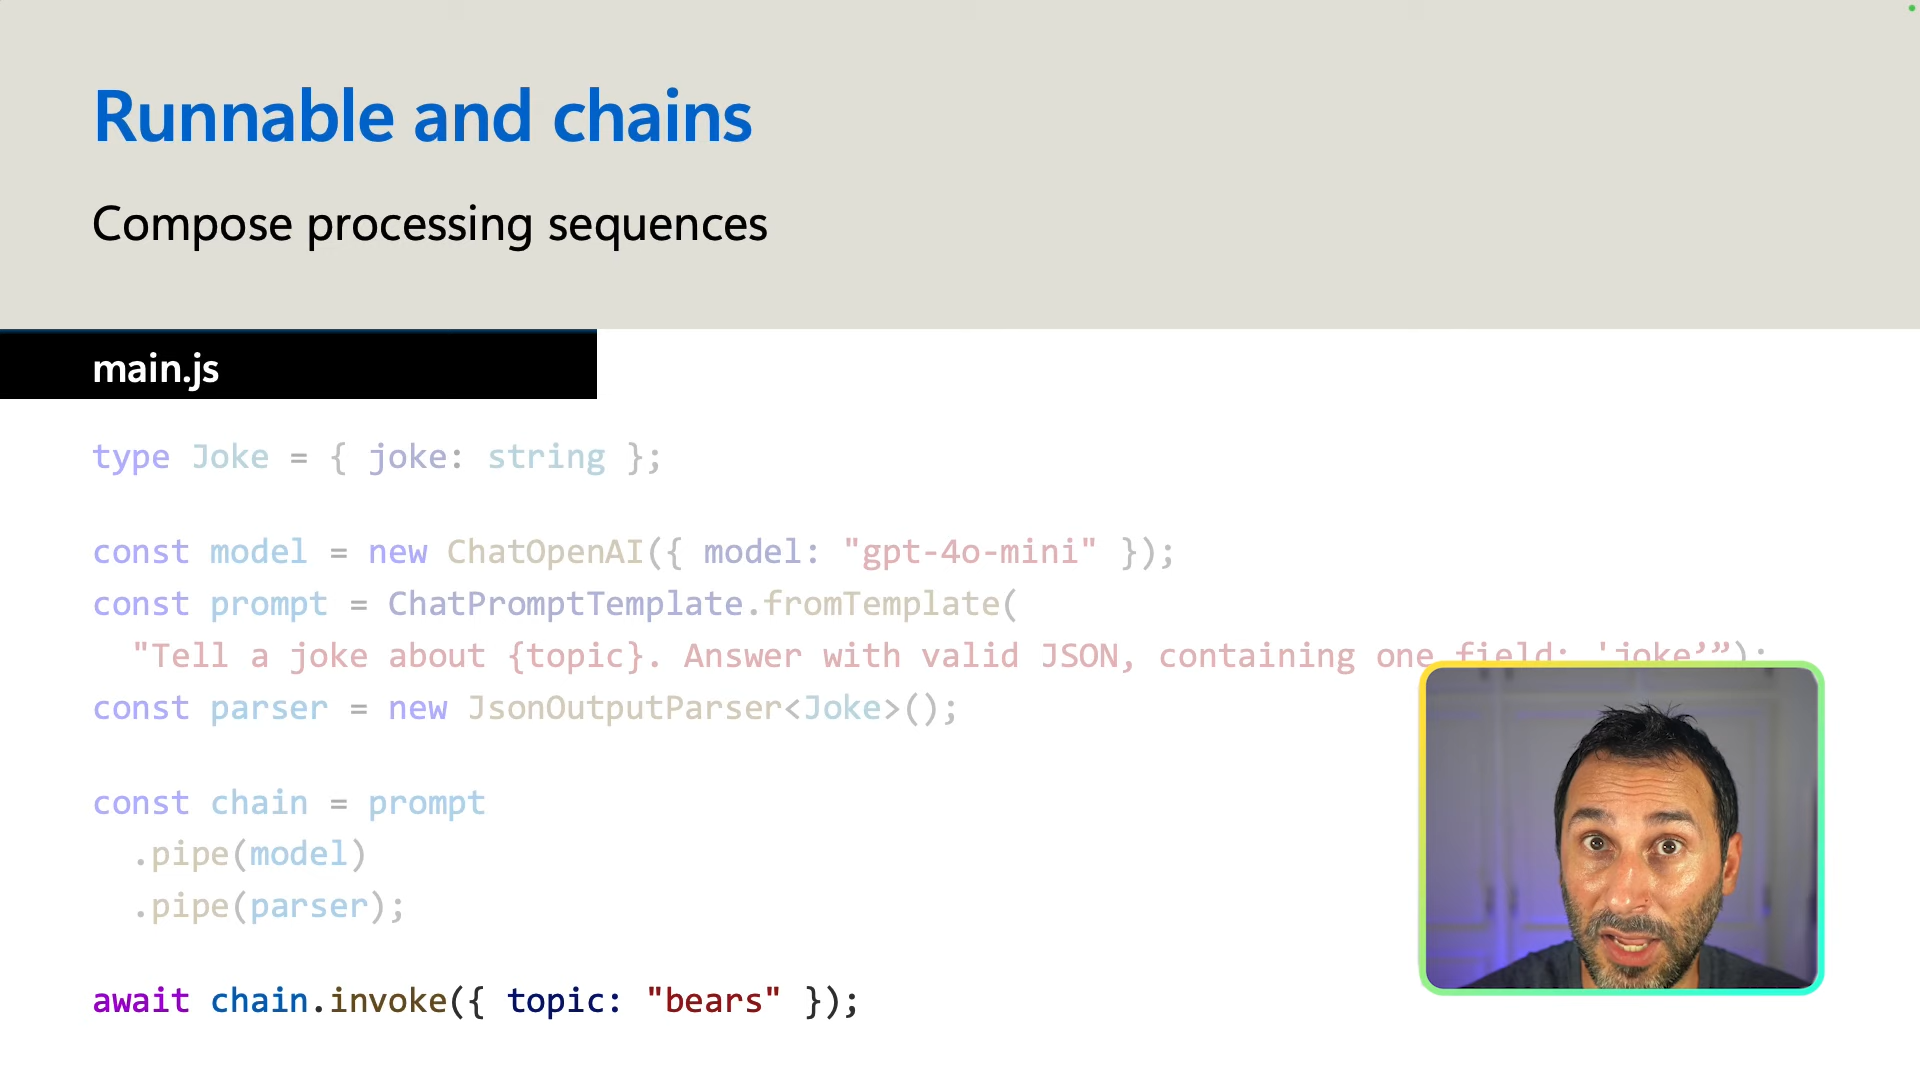 Runnable and chains
Compose processing sequences
main.js
type Joke = { joke: string };
const model = new ChatOpenAI({ model: "gpt-4o-mini" });
const prompt = ChatPromptTemplate.fromTemplate(
"Tell a joke about {topic}. Answer with valid JSON, containing one field: 'joke’”);
const parser = new JsonOutputParser<Joke>();
const chain = prompt
.pipe(model)
.pipe(parser);
await chain.invoke({ topic: "bears" });